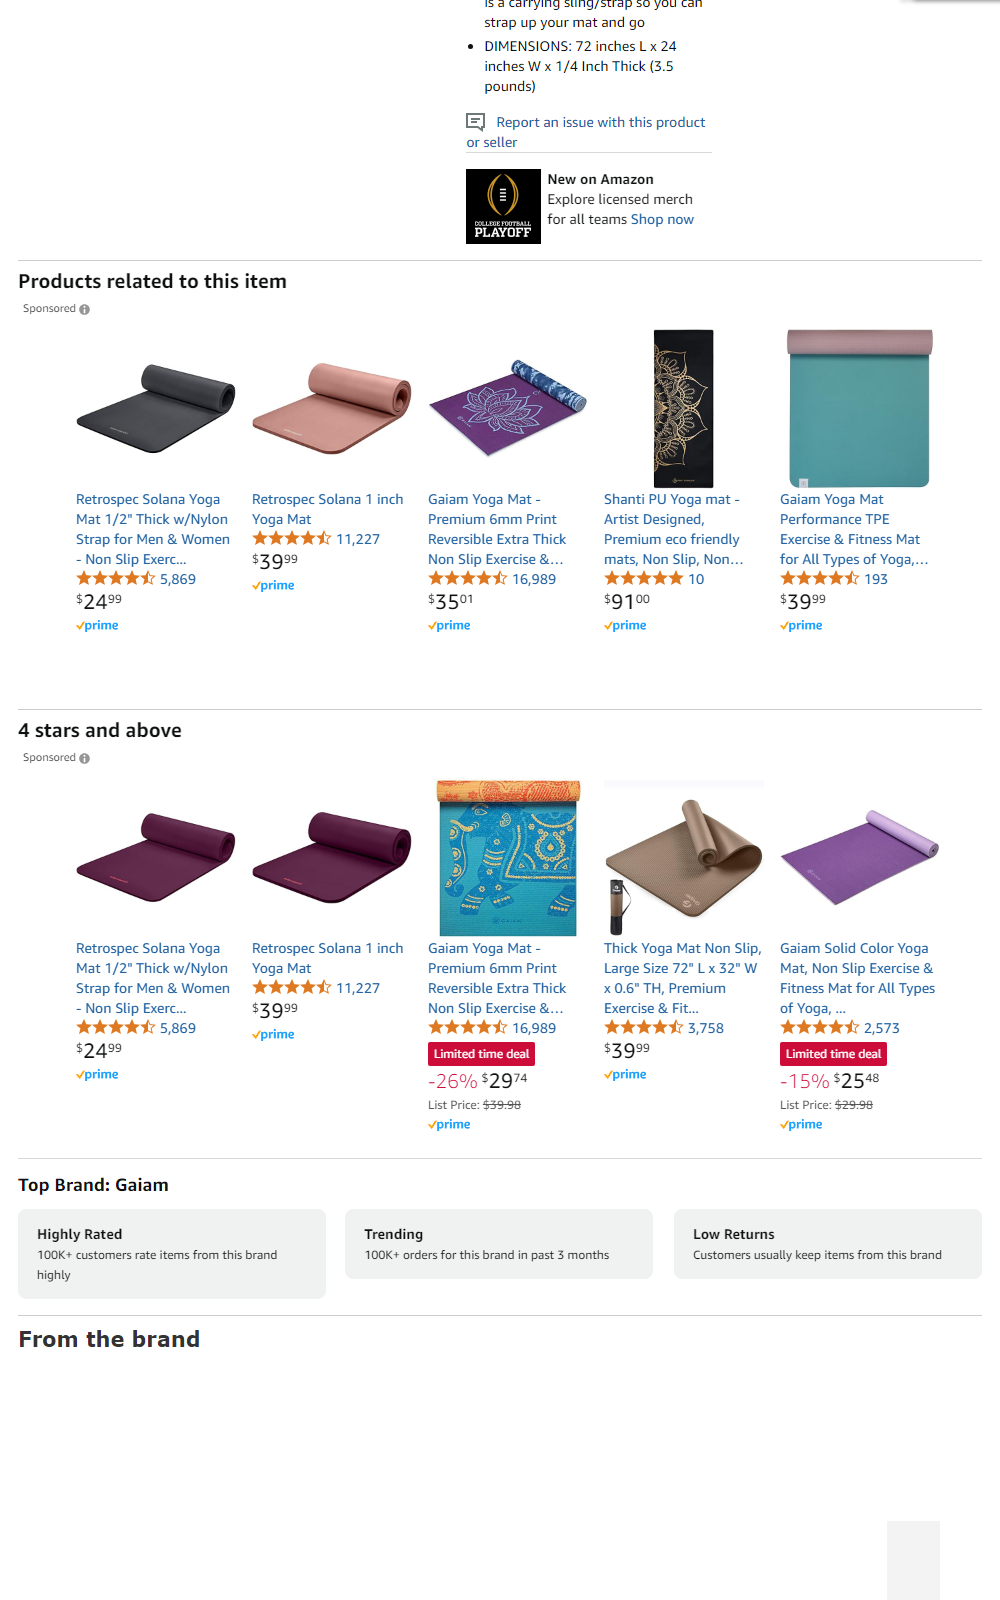 is a carrying sling/strap so you can
strap up your mat and go
DIMENSIONS: 72 inches L x 24
inches W x 1/4 Inch Thick (3.5
pounds)
Report an issue with this product
or seller
COLLEGE FOOTBALL
PLAYOFF
New on Amazon
Explore licensed merch
for all teams Shop now
Products related to this item
Sponsored
Retrospec Solana Yoga
Mat 1/2" Thick w/Nylon
Strap for Men & Women
- Non Slip Exerc...
5,869
$24.99
prime
Retrospec Solana 1 inch
Yoga Mat
11,227
$39.99
prime
Gaiam Yoga Mat -
Premium 6mm Print
Reversible Extra Thick
Non Slip Exercise &...
16,989
$35.01
prime
Shanti PU Yoga mat -
Artist Designed,
Premium eco friendly
mats, Non Slip, Non...
10
$91.00
prime
Gaiam Yoga Mat
Performance TPE
Exercise & Fitness Mat
for All Types of Yoga,...
193
$39.99
prime
4 stars and above
Sponsored
Retrospec Solana Yoga
Mat 1/2" Thick w/Nylon
Strap for Men & Women
- Non Slip Exerc...
5,869
$24.99
prime
Retrospec Solana 1 inch
Yoga Mat
11,227
$39.99
prime
Gaiam Yoga Mat -
Premium 6mm Print
Reversible Extra Thick
Non Slip Exercise &...
16,989
Limited time deal
-26% $29.74
List Price: $39.98
prime
Thick Yoga Mat Non Slip,
Large Size 72" L x 32" W
x 0.6" TH, Premium
Exercise & Fit...
3,758
$39.99
prime
Gaiam Solid Color Yoga
Mat, Non Slip Exercise &
Fitness Mat for All Types
of Yoga, ...
2,573
Limited time deal
-15% $25.48
List Price: $29.98
prime
Top Brand: Gaiam
Highly Rated
100K+ customers rate items from this brand
highly
Trending
100K+ orders for this brand in past 3 months
Low Returns
Customers usually keep items from this brand
From the brand